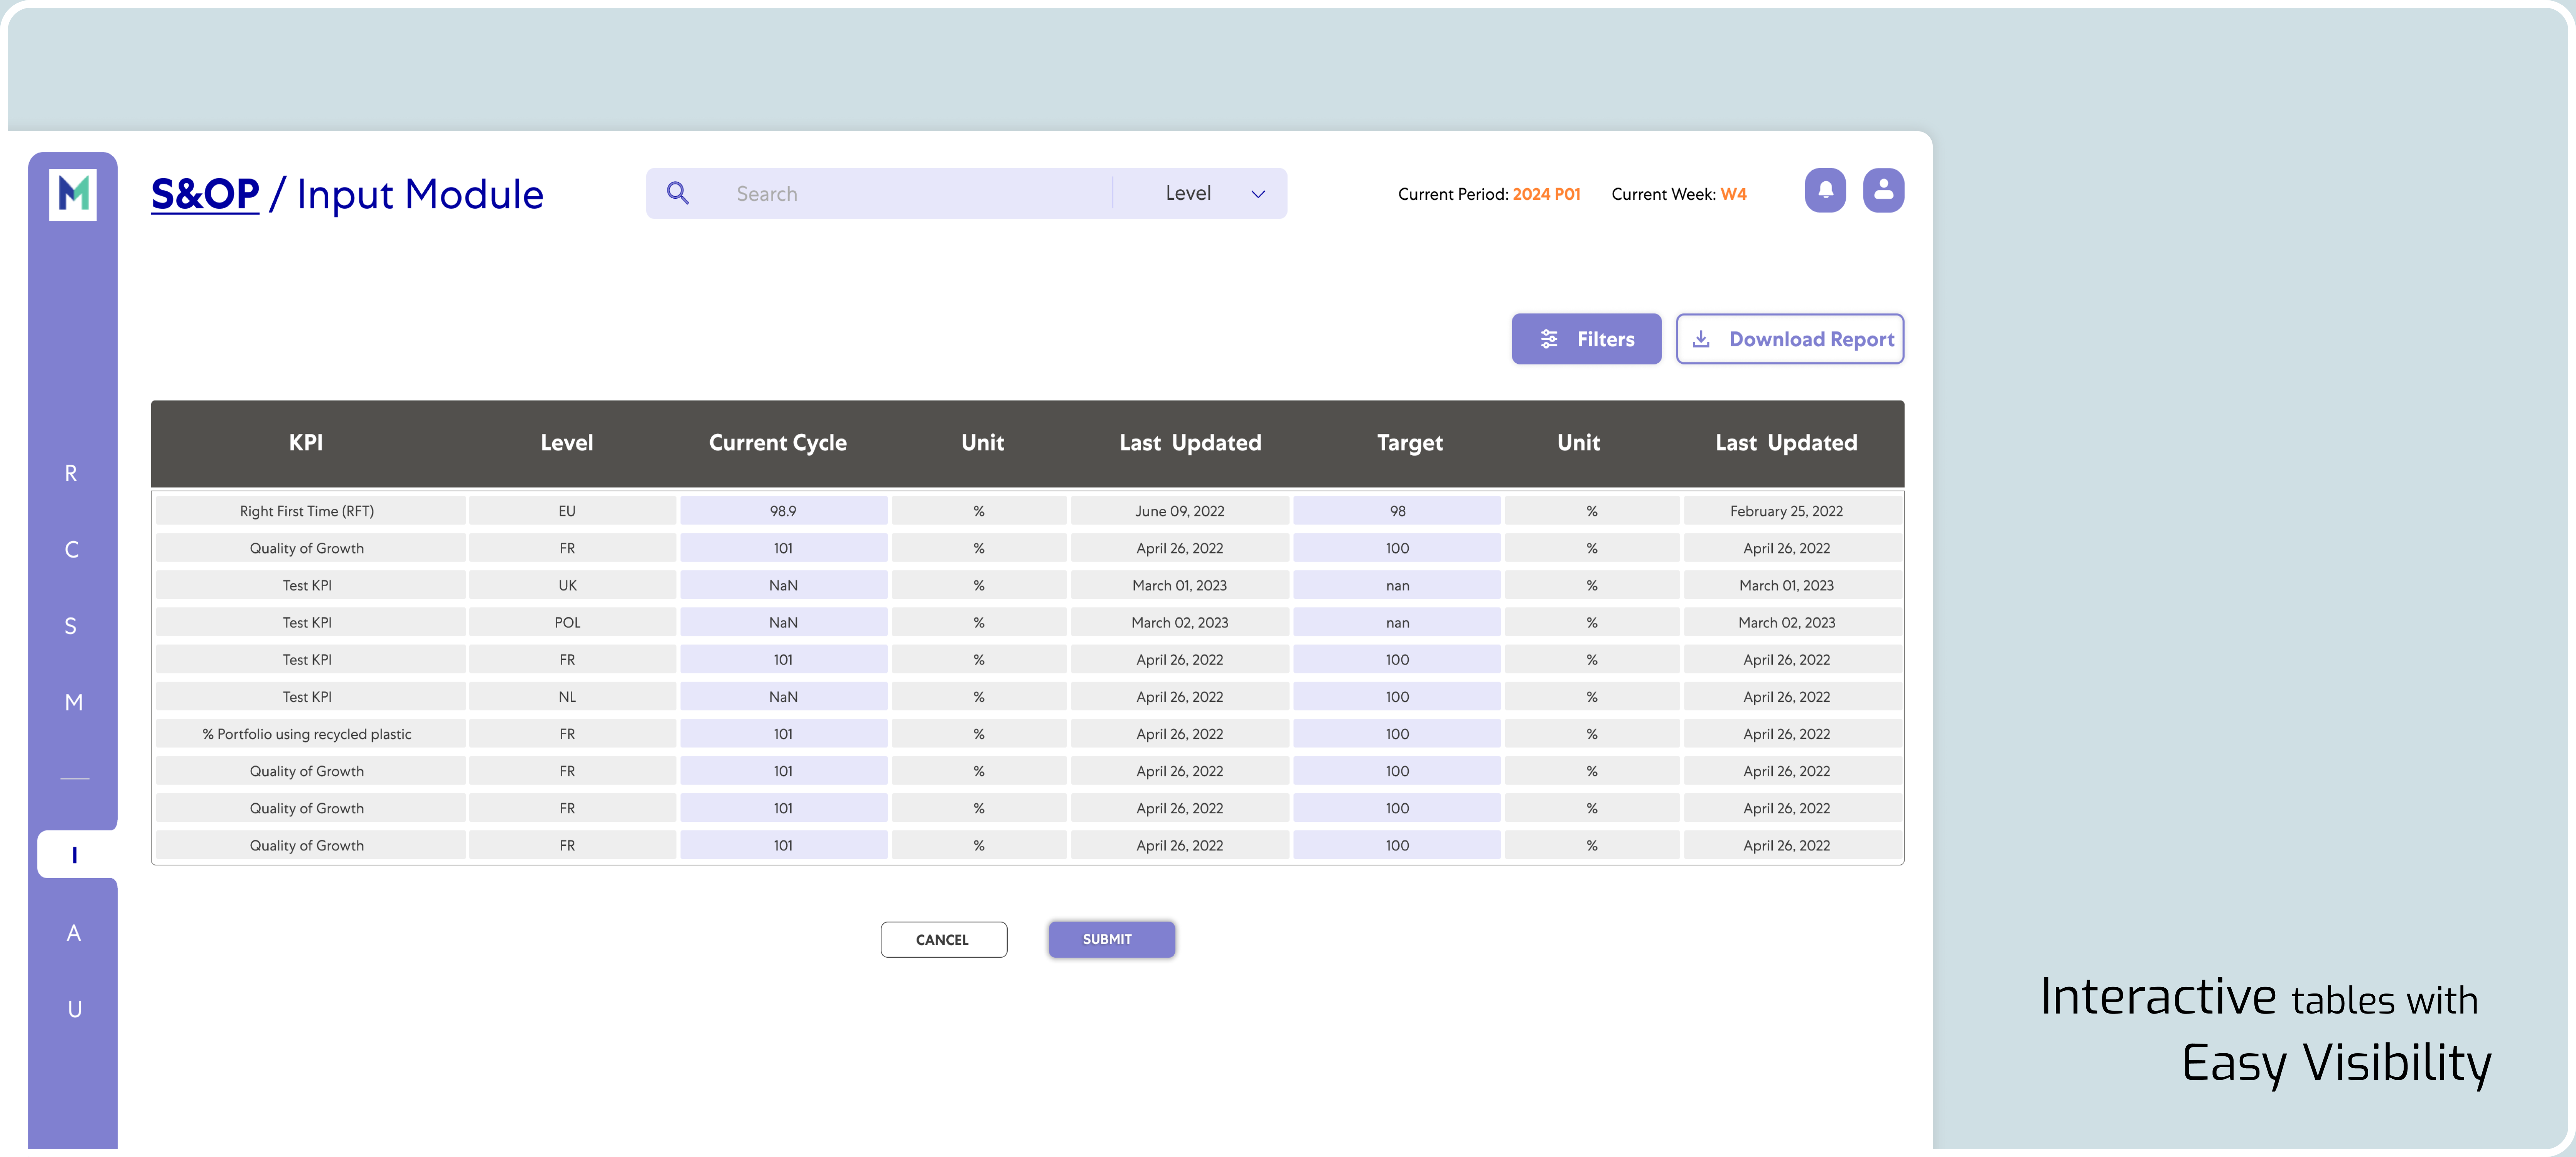 M
S&OP / Input Module
Search
Level
Current Period: 2024 P01
Current Week: W4
Filters
Download Report
R
C
S
M
I
A
U
KPI Level Current Cycle Unit Last Updated Target Unit Last Updated
Right First Time (RFT) EU 98.9 % June 09, 2022 98 % February 25, 2022
Quality of Growth FR 101 % April 26, 2022 100 % April 26, 2022
Test KPI UK NaN % March 01, 2023 nan % March 01, 2023
Test KPI POL NaN % March 02, 2023 nan % March 02, 2023
Test KPI FR 101 % April 26, 2022 100 % April 26, 2022
Test KPI NL NaN % April 26, 2022 100 % April 26, 2022
% Portfolio using recycled plastic FR 101 % April 26, 2022 100 % April 26, 2022
Quality of Growth FR 101 % April 26, 2022 100 % April 26, 2022
Quality of Growth FR 101 % April 26, 2022 100 % April 26, 2022
Quality of Growth FR 101 % April 26, 2022 100 % April 26, 2022
CANCEL
SUBMIT
Interactive tables with
Easy Visibility